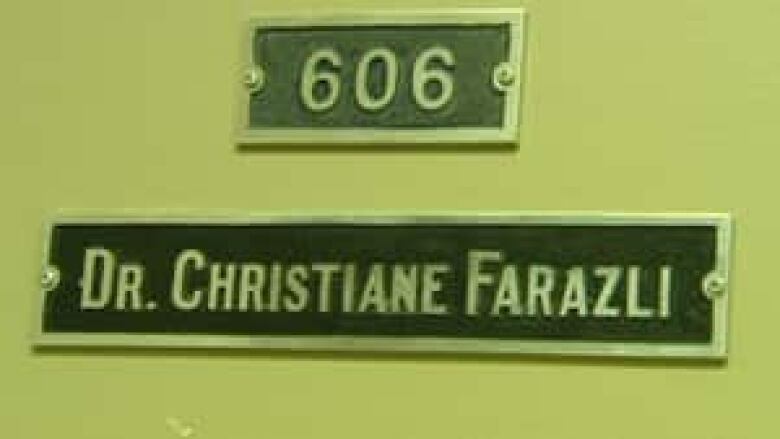 606
DR. CHRISTIANE FARAZLI